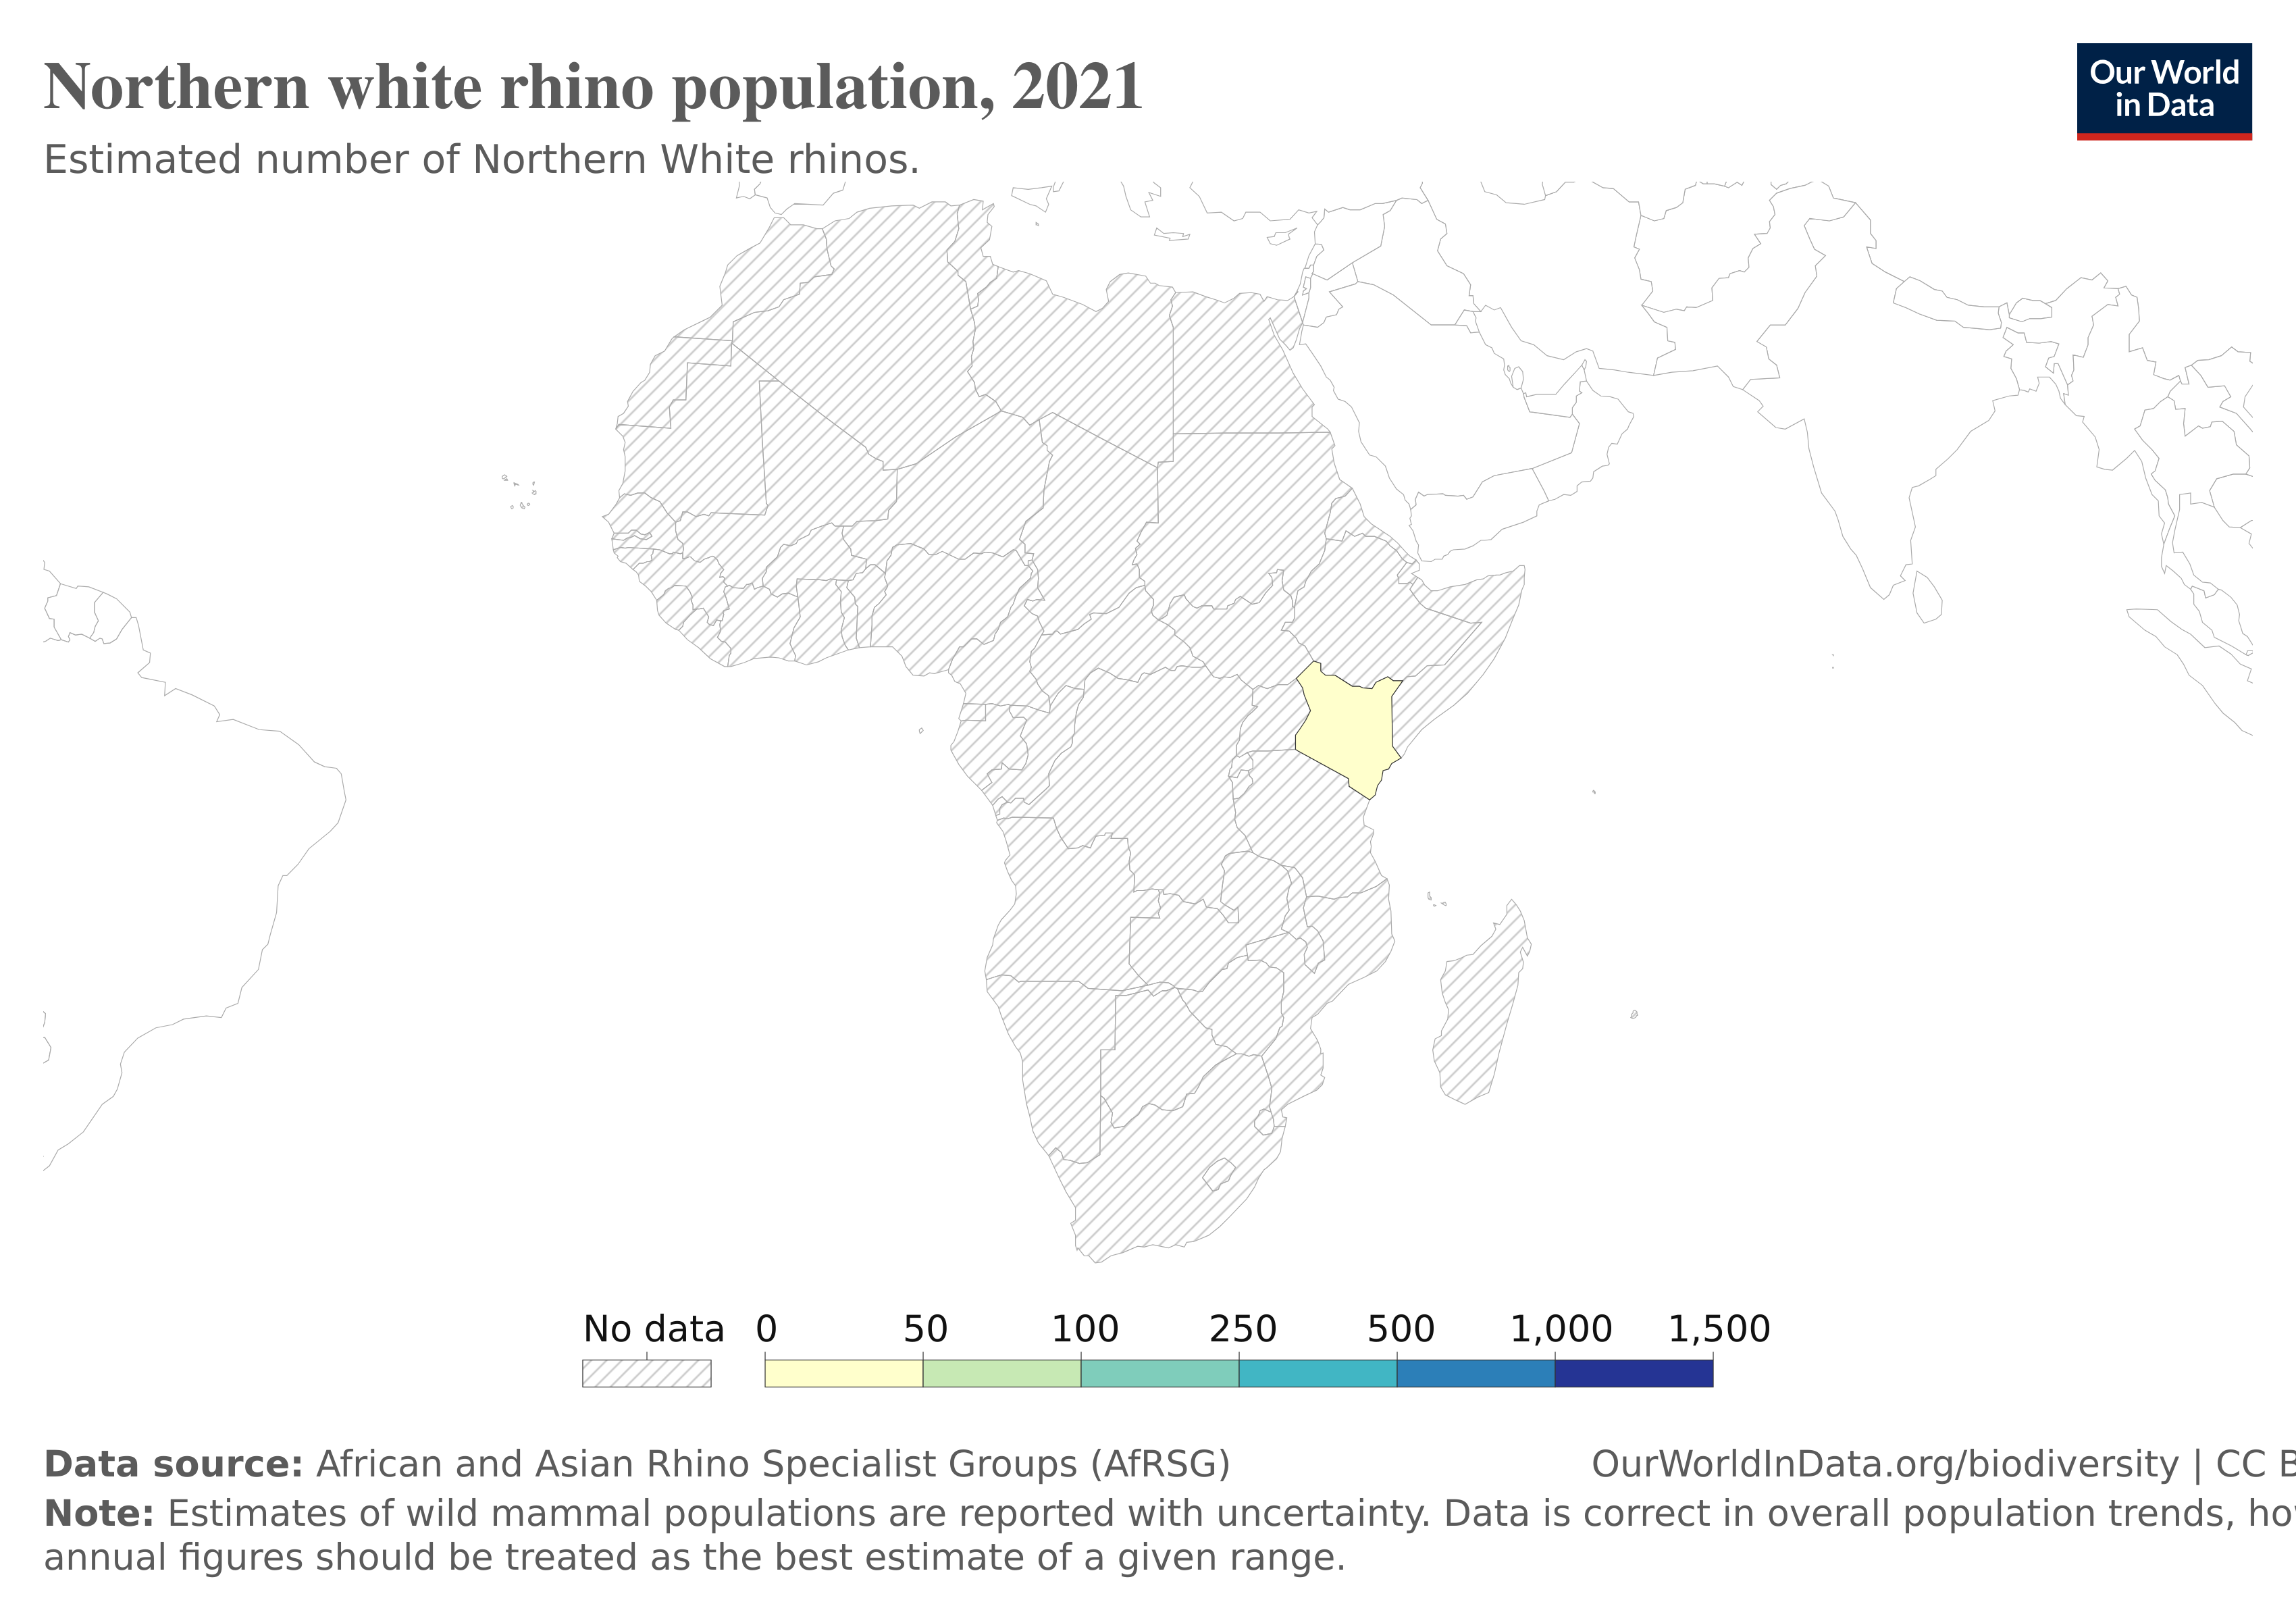 Northern white rhino population, 2021
Our World
in Data
Estimated number of Northern White rhinos.
No data 0 50 100 250 500 1,000 1,500
Data source: African and Asian Rhino Specialist Groups (AfRSG) OurWorldInData.org/biodiversity | CC
Note: Estimates of wild mammal populations are reported with uncertainty. Data is correct in overall population trends,
annual figures should be treated as the best estimate of a given range.